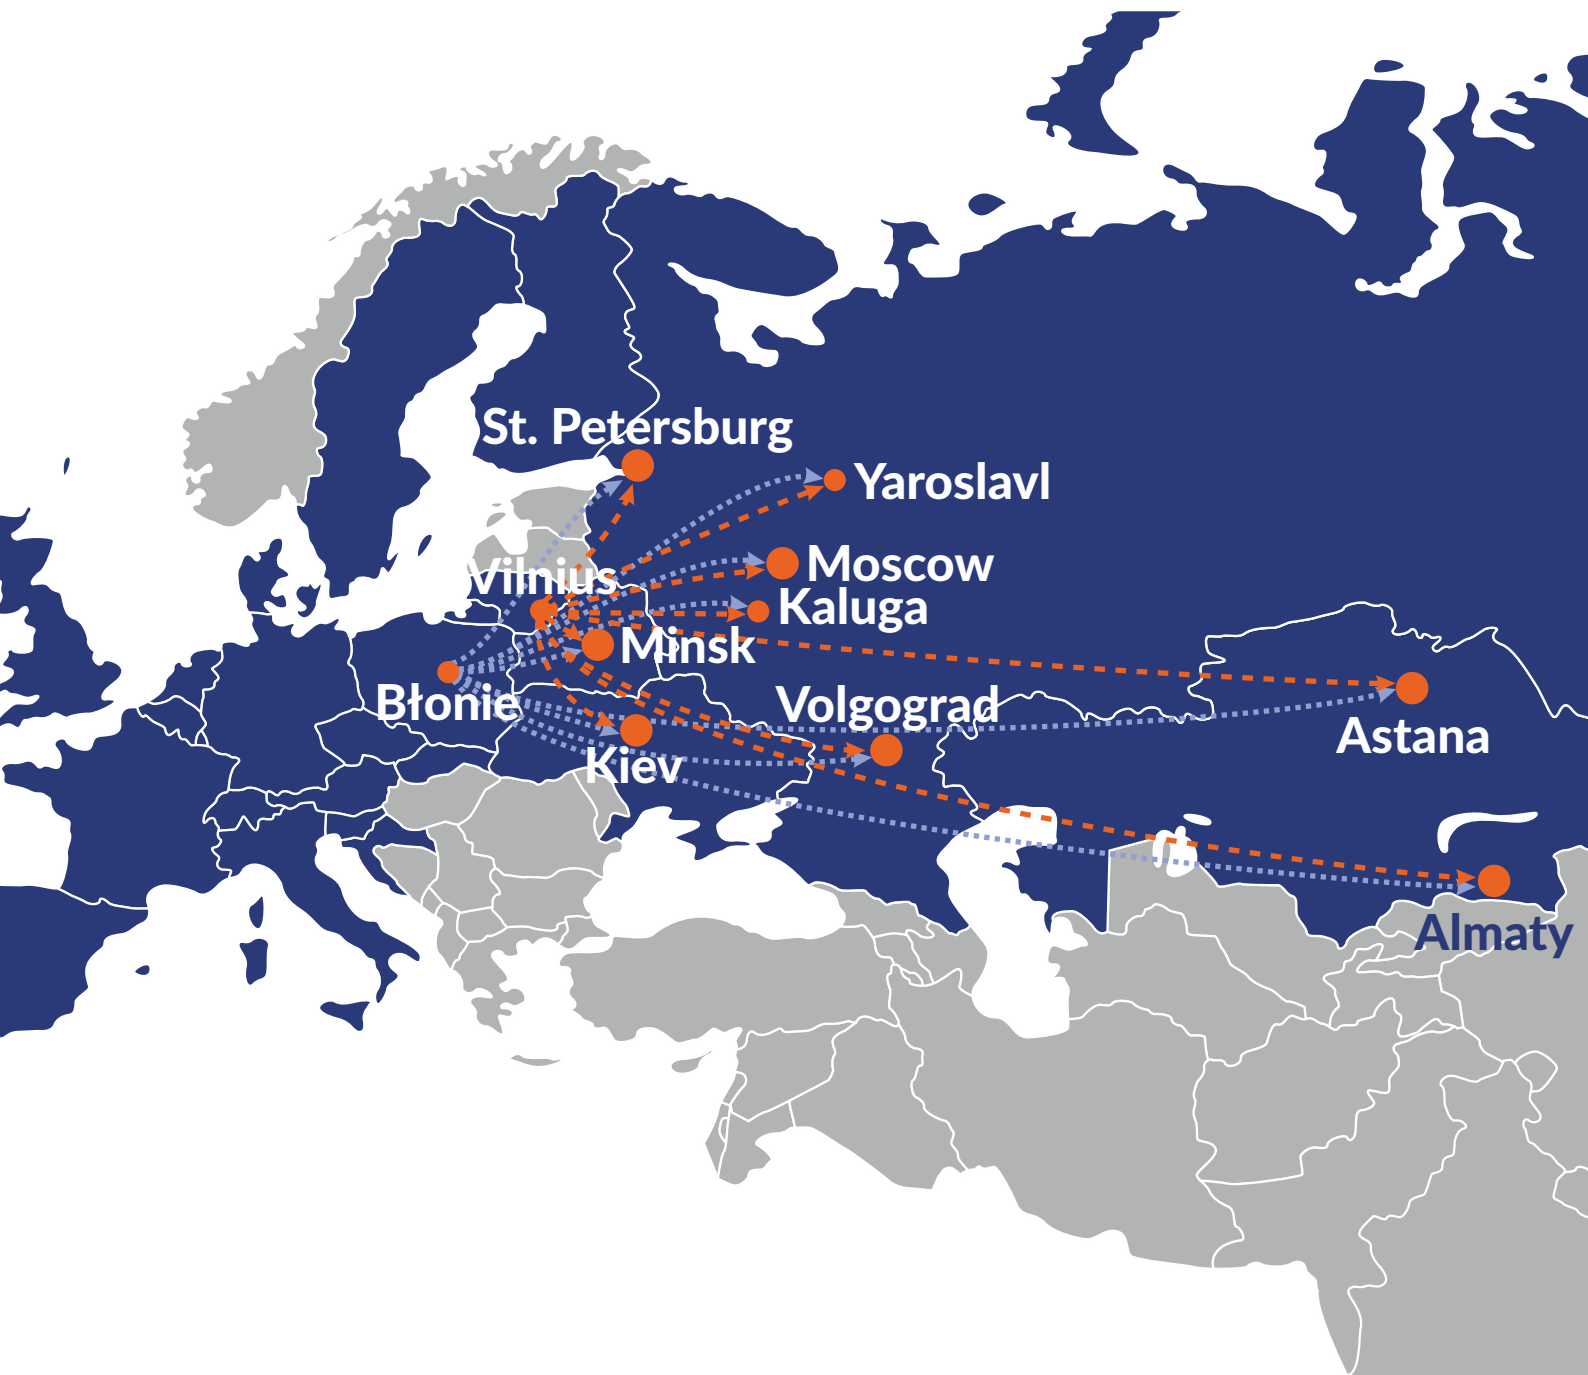 St. Petersburg
Yaroslavl
Moscow
Vilnius
Kaluga
Minsk
Błonie
Volgograd
Astana
Kiev
Almaty